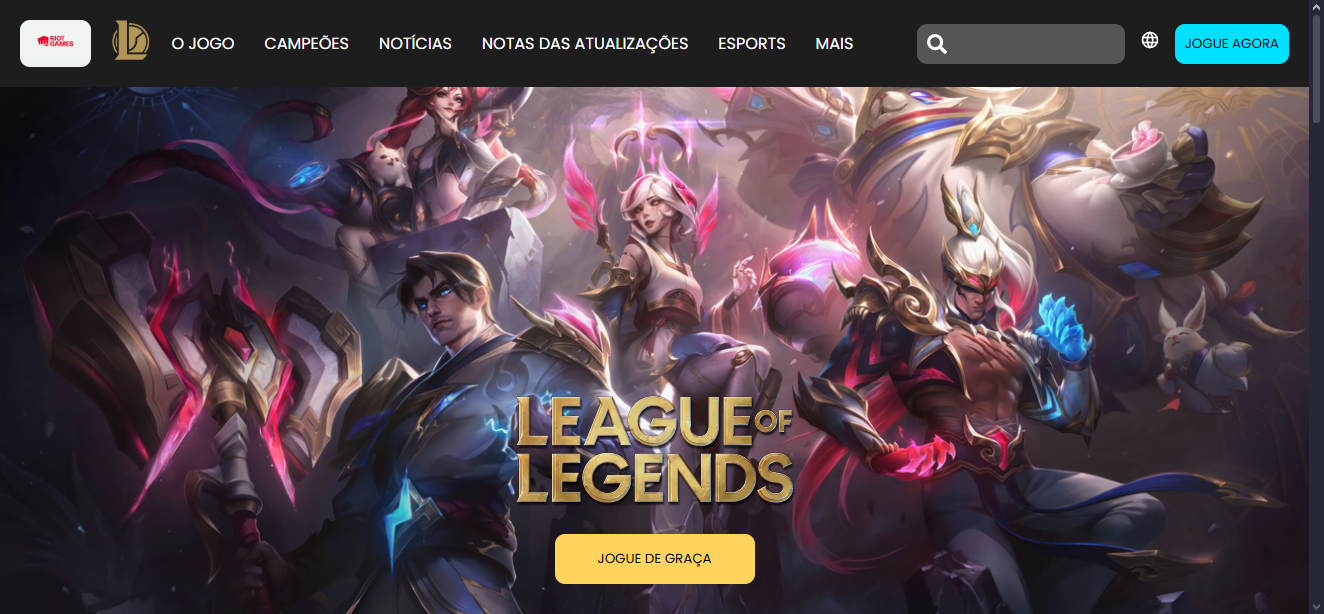 RIOT
GAMES
O JOGO
CAMPEÕES
NOTÍCIAS
NOTAS DAS ATUALIZAÇÕES
ESPORTS
MAIS
JOGUE AGORA
LEAGUE OF
LEGENDS
JOGUE DE GRAÇA